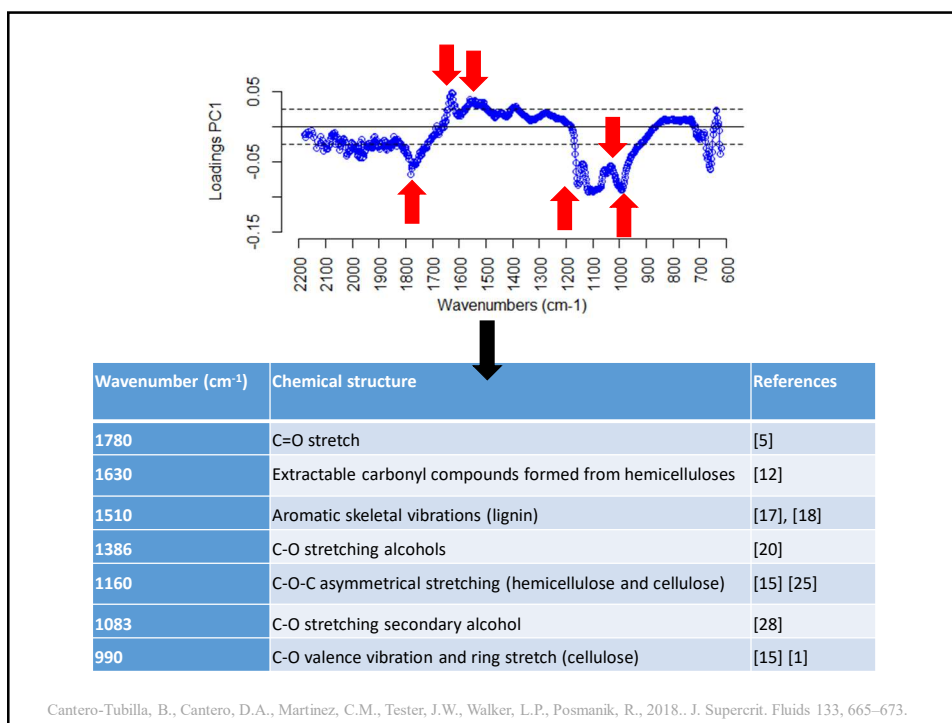 0.05
-0.05
-0.15
Loadings PC1
2200 2100 2000 1900 1800 1700 1600 1500 1400 1300 1200 1100 1000 900 800 700 600
Wavenumbers (cm-1)
Wavenumber (cm-1) Chemical structure References
1780 C=O stretch [5]
1630 Extractable carbonyl compounds formed from hemicelluloses [12]
1510 Aromatic skeletal vibrations (lignin) [17], [18]
1386 C-O stretching alcohols [20]
1160 C-O-C asymmetrical stretching (hemicellulose and cellulose) [15] [25]
1083 C-O stretching secondary alcohol [28]
990 C-O valence vibration and ring stretch (cellulose) [15] [1]
Cantero-Tubilla, B., Cantero, D.A., Martinez, C.M., Tester, J.W., Walker, L.P., Posmanik, R., 2018.. J. Supercrit. Fluids 133, 665–673.